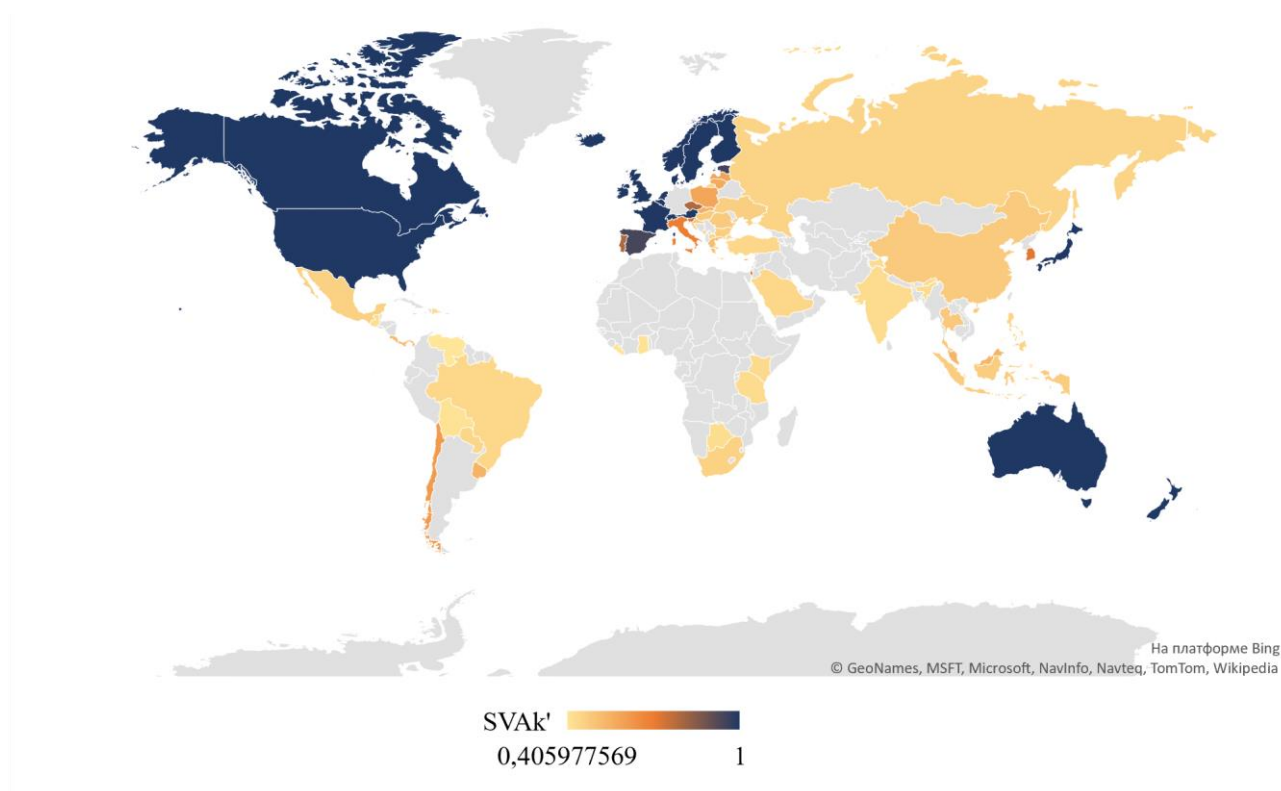 На платформе Bing
© GeoNames, MSFT, Microsoft, NavInfo, Navteq, TomTom, Wikipedia
SVAk'
0,405977569 1